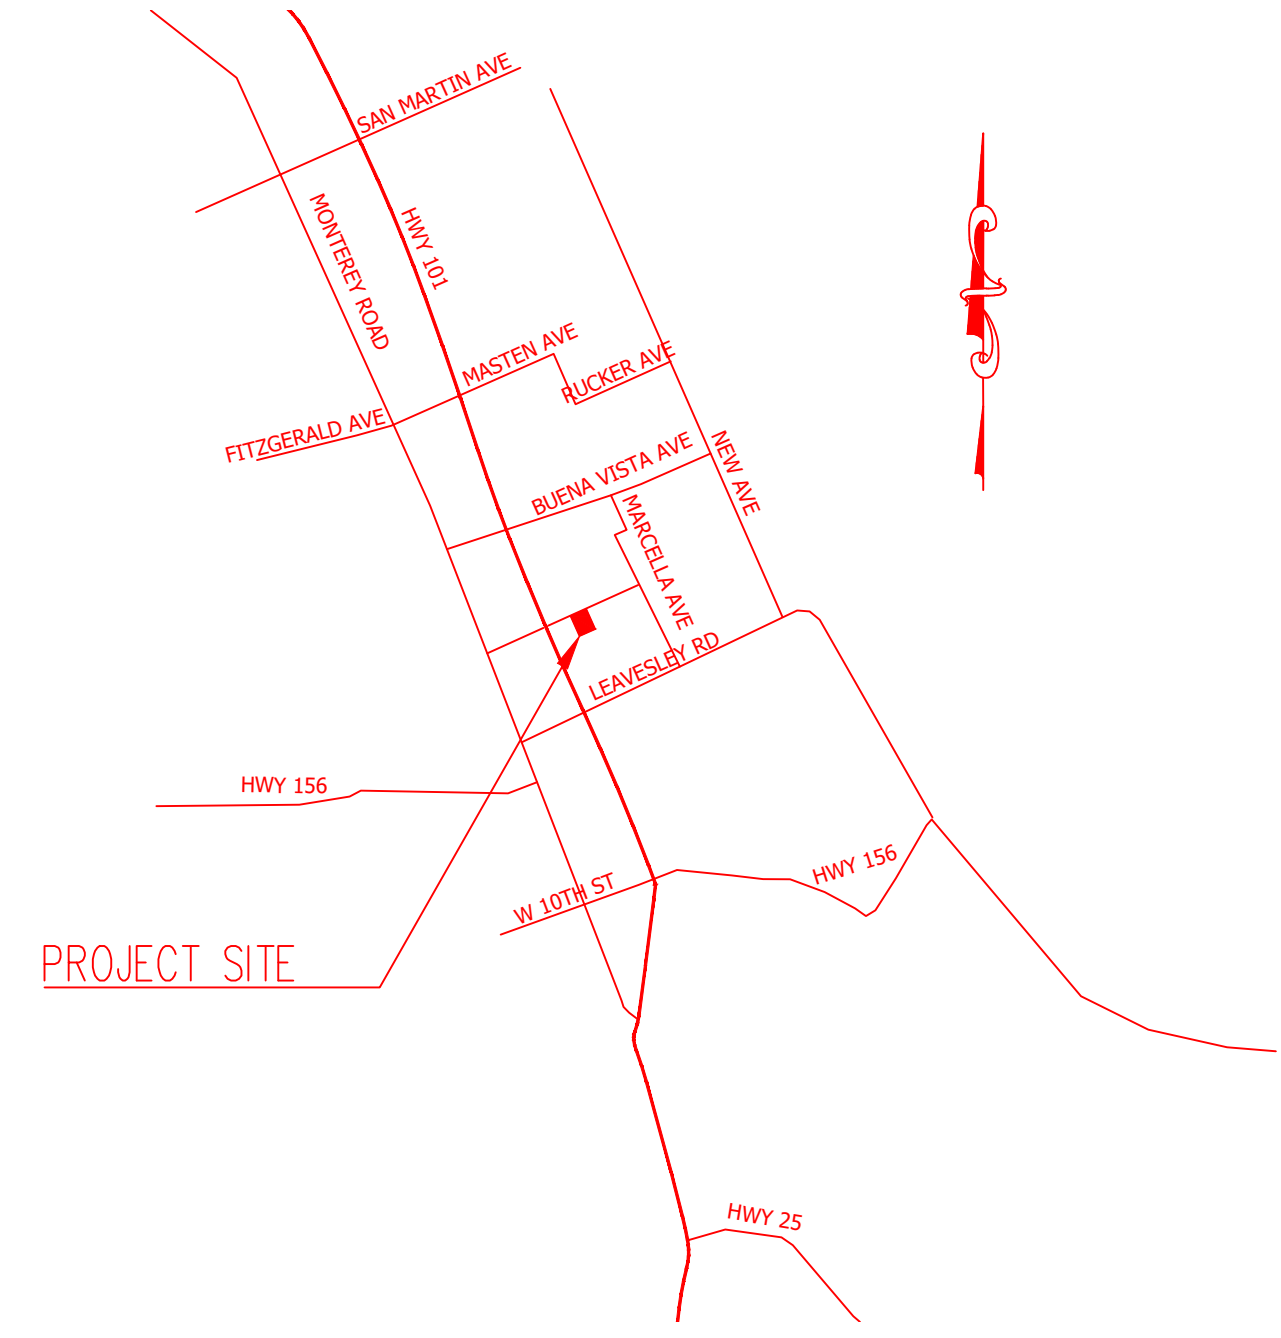 SAN MARTIN AVE
MONTEREY ROAD
HWY 101
MASTEN AVE
RUCKER AVE
FITZGERALD AVE
BUENA VISTA AVE
NEW AVE
MARCELLA AVE
LEAVESLEY RD
HWY 156
HWY 156
W 10TH ST
PROJECT SITE
HWY 25